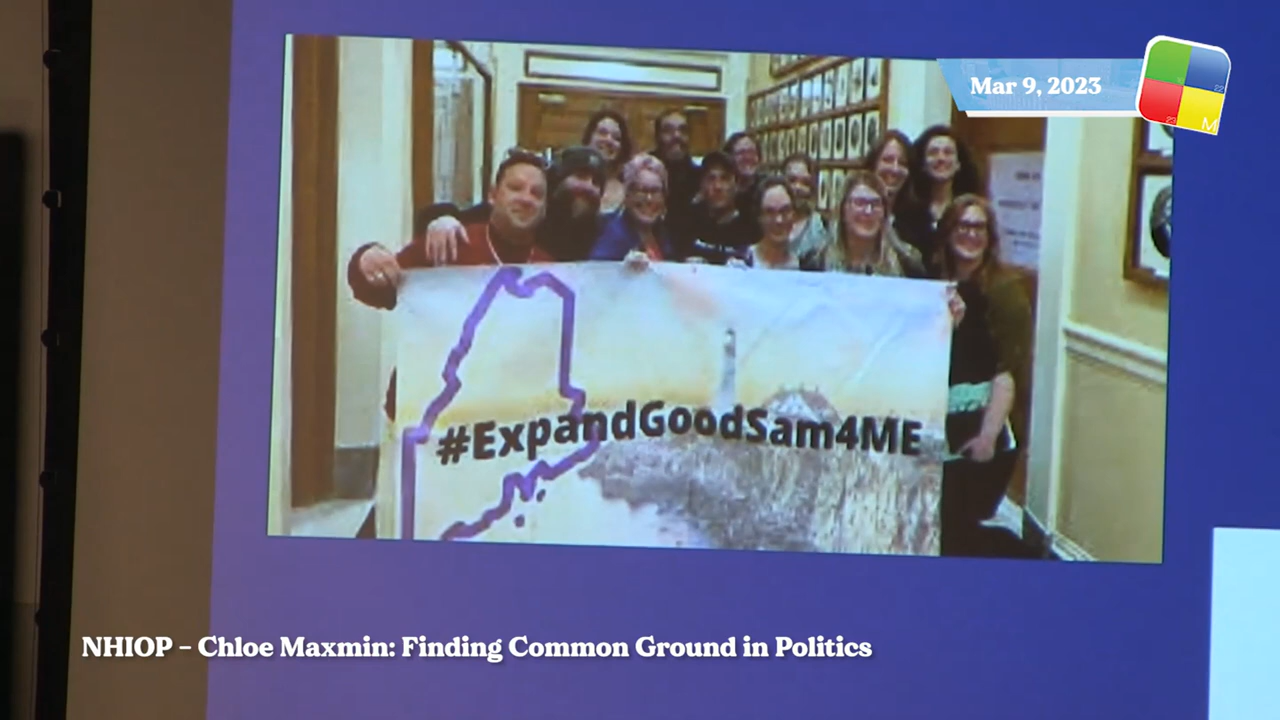 Mar 9, 2023
M
#ExpandGoodSam4ME
NHIOP – Chloe Maxmin: Finding Common Ground in Politics